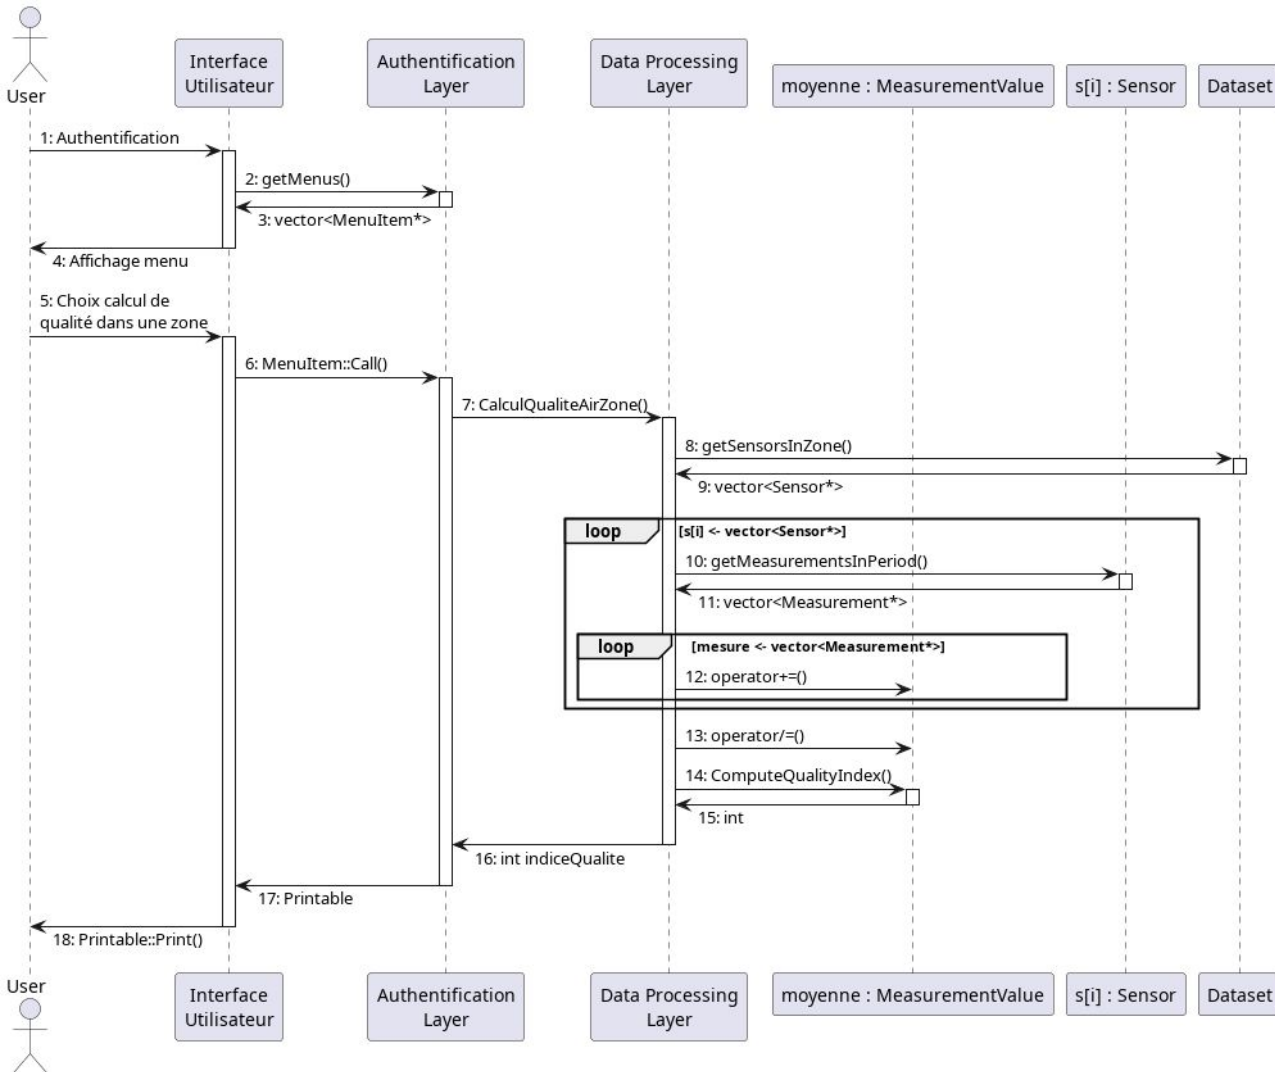 User
Interface
Utilisateur
Authentification
Layer
Data Processing
Layer
moyenne : MeasurementValue
s[i] : Sensor
Dataset
1: Authentification
2: getMenus()
3: vector<MenuItem*>
4: Affichage menu
5: Choix calcul de
qualité dans une zone
6: MenuItem::Call()
7: CalculQualiteAirZone()
8: getSensorsInZone()
9: vector<Sensor*>
loop [s[i] <- vector<Sensor*>]
10: getMeasurementsInPeriod()
11: vector<Measurement*>
loop [mesure <- vector<Measurement*>]
12: operator+=()
13: operator/=()
14: ComputeQualityIndex()
15: int
16: int indiceQualite
17: Printable
18: Printable::Print()
User
Interface
Utilisateur
Authentification
Layer
Data Processing
Layer
moyenne : MeasurementValue
s[i] : Sensor
Dataset